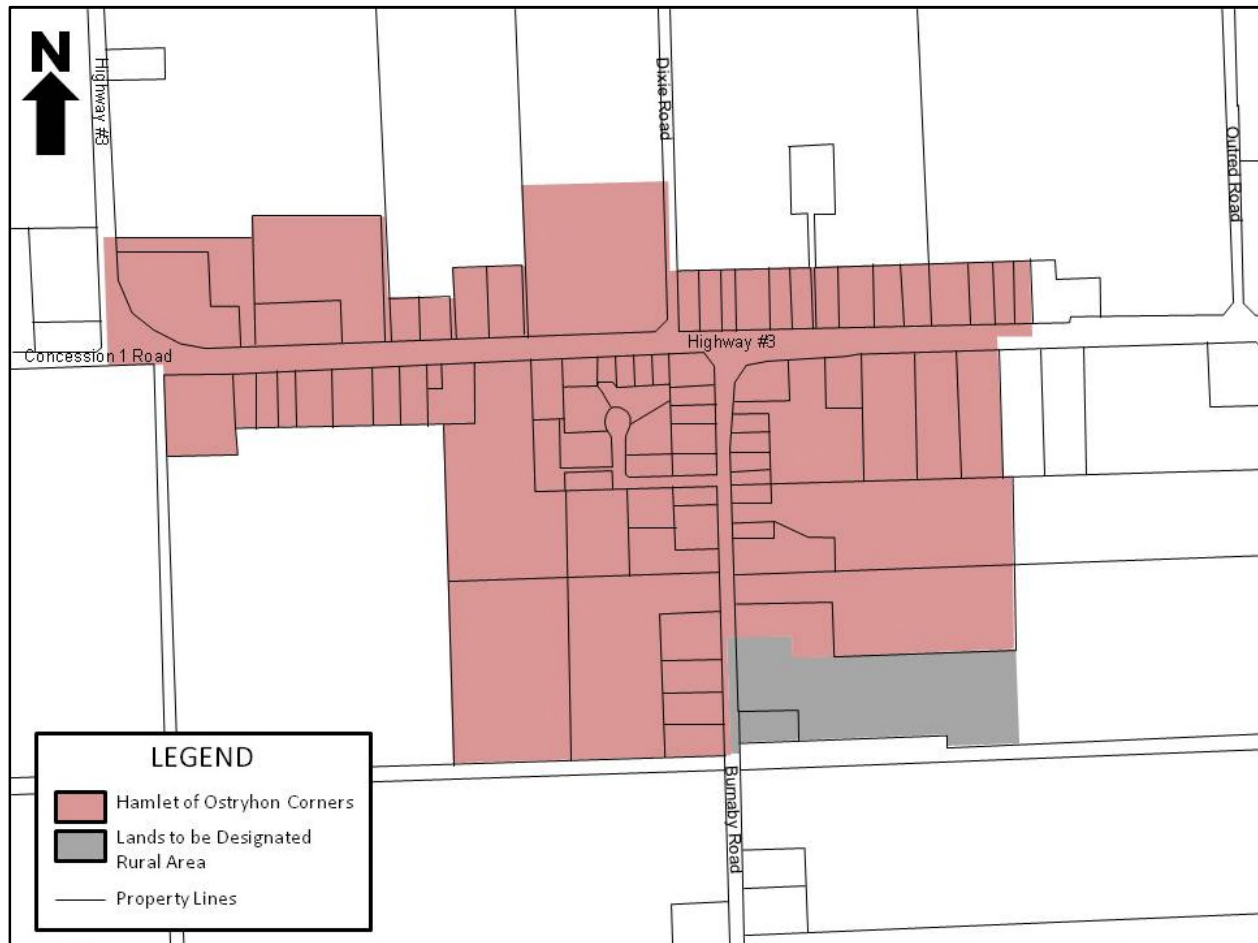 N
Highway #3
Dixie Road
Outred Road
Concession 1 Road
Highway #3
Burnaby Road
LEGEND
Hamlet of Ostryhon Corners
Lands to be Designated
Rural Area
Property Lines